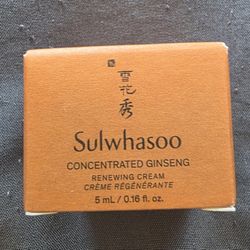 雪花秀
Sulwhasoo
CONCENTRATED GINSENG
RENEWING CREAM
CRÈME RÉGÉNÉRANTE
5 mL / 0.16 fl. oz.